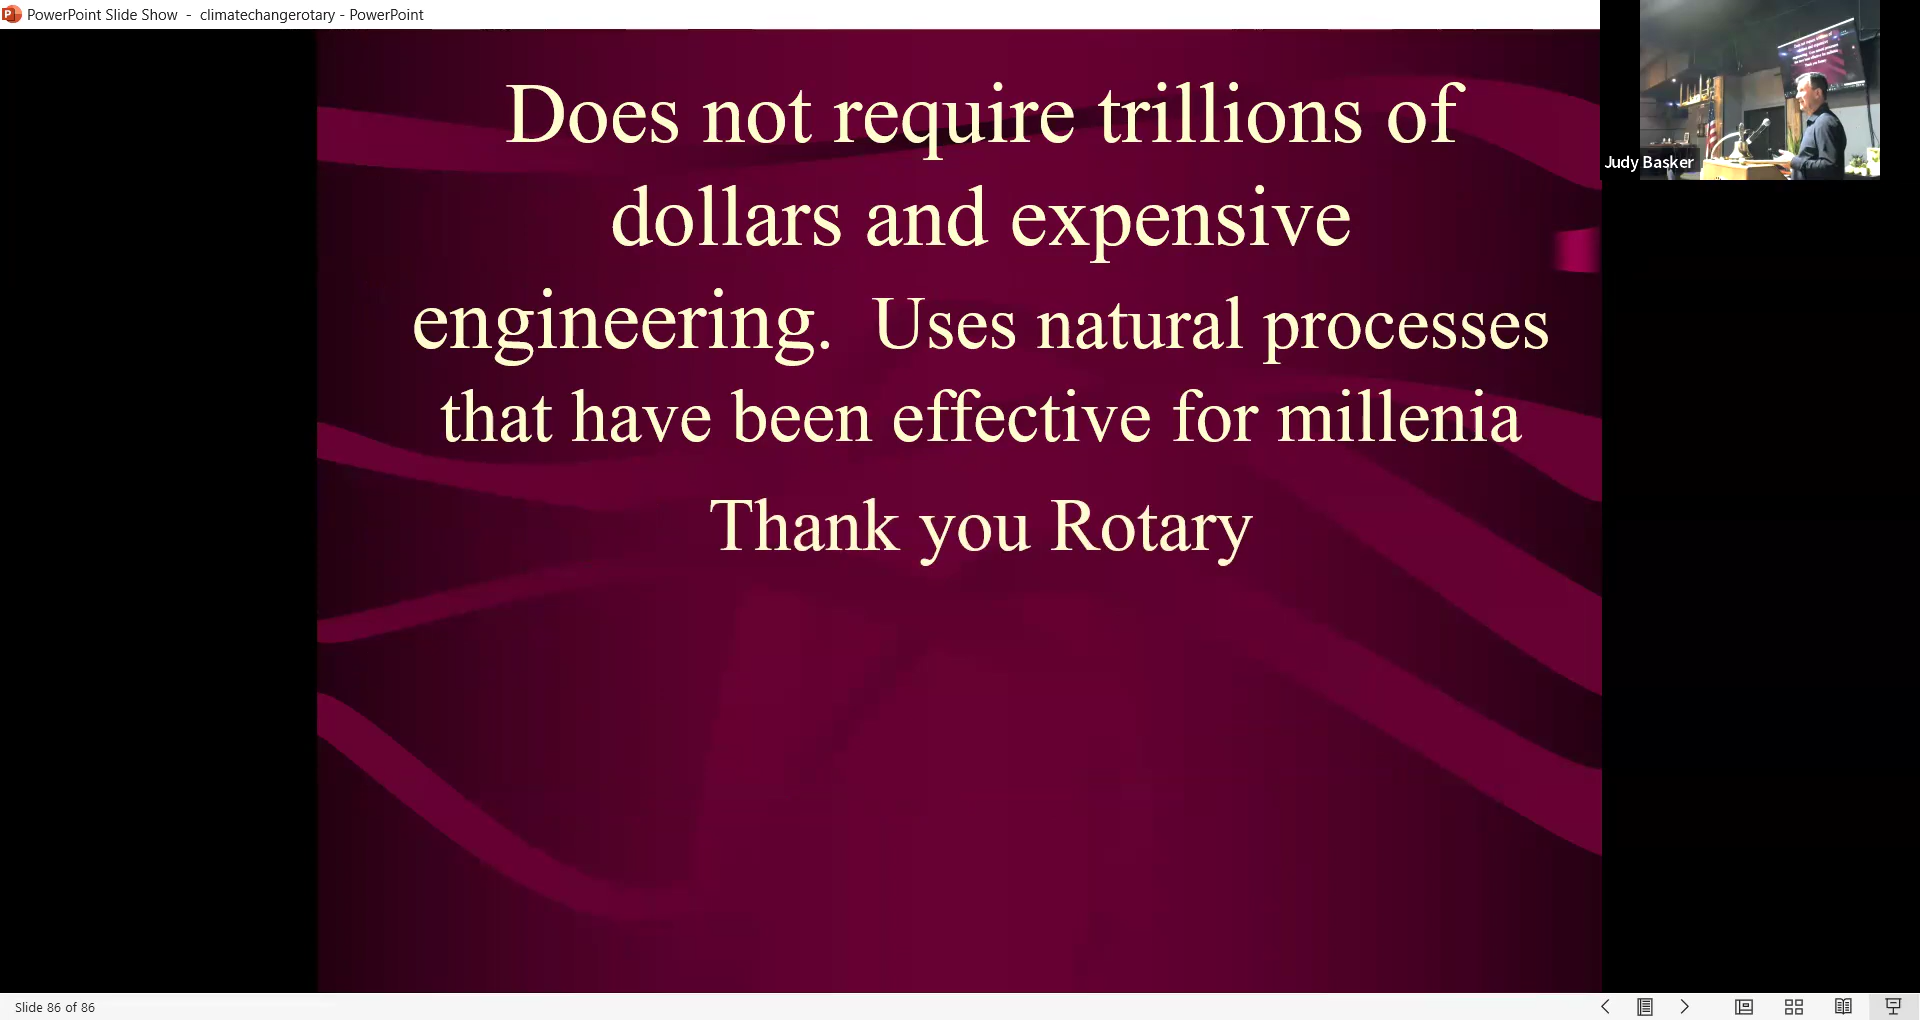 PowerPoint Slide Show - climatechangerotary - PowerPoint
Does not require trillions of
dollars and expensive
engineering. Uses natural processes
that have been effective for millenia
Thank you Rotary
Judy Basker
Slide 86 of 86